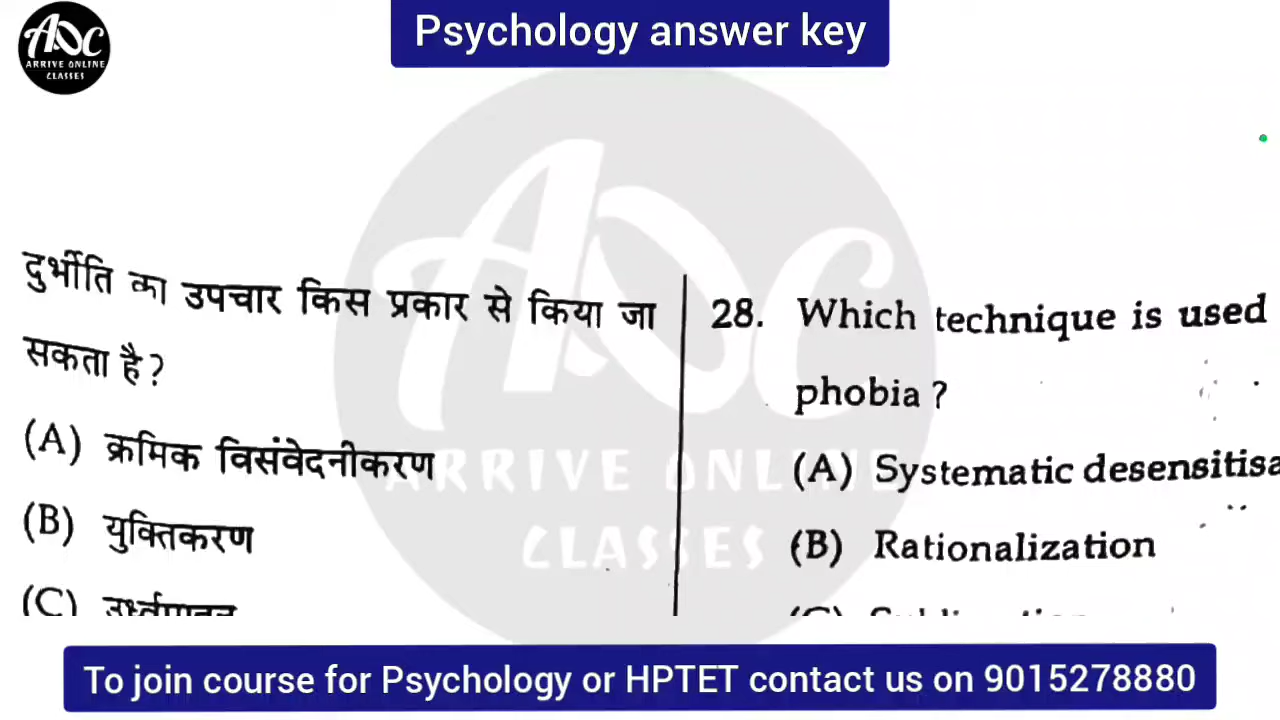 Psychology answer key
ADC
ARRIVE ONLINE
CLASSES
दुर्भीति का उपचार किस प्रकार से किया जा
सकता है?
(A) क्रमिक विसंवेदनीकरण
(B) युक्तिकरण
(C)
28. Which technique is used
phobia ?
(A) Systematic desensitisa
(B) Rationalization
(C)
ARRIVE ONLINE
CLASSES
To join course for Psychology or HPTET contact us on 9015278880